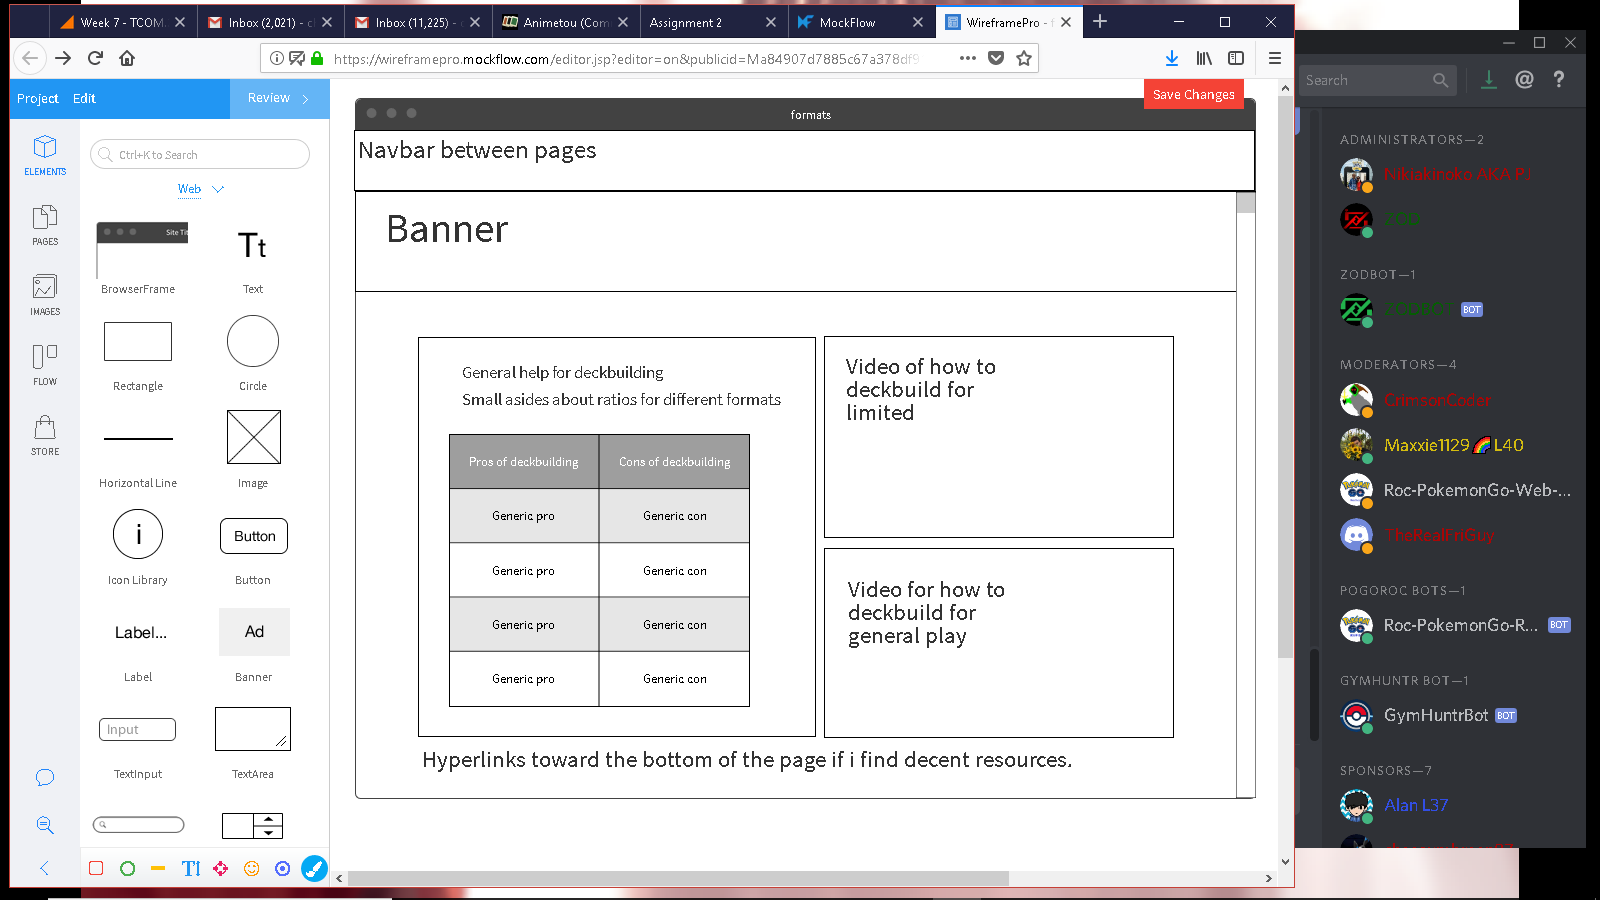 Week 7 - TCOM.
Inbox (2,021) -
Inbox (11,225) -
Animetou (Com
Assignment 2
MockFlow
WireframePro -
https://wireframepro.mockflow.com/editor.jsp?editor=on&publicid=Ma84907d7885c67a378df9
Project
Edit
Review
Save Changes
Search
ELEMENTS
PAGES
IMAGES
FLOW
STORE
Ctrl+K to Search
Web
Site Tit
BrowserFrame
Tt
Text
Rectangle
Circle
Horizontal Line
Image
i
Icon Library
Button
Button
Label...
Label
Ad
Banner
Input
TextInput
TextArea
formats
Navbar between pages
Banner
General help for deckbuilding
Small asides about ratios for different formats
Pros of deckbuilding
Cons of deckbuilding
Generic pro
Generic con
Generic pro
Generic con
Generic pro
Generic con
Generic pro
Generic con
Video of how to
deckbuild for
limited
Video for how to
deckbuild for
general play
Hyperlinks toward the bottom of the page if i find decent resources.
ADMINISTRATORS—2
Nikiakinoko AKA P
ZOD
ZODBOT—1
ZODBOT BOT
MODERATORS—4
CrimsonCoder
Maxxie1129🌈L40
Roc-PokemonGo-Web-...
TheRealFtlGuy
POGOROC BOTS—1
Roc-PokemonGo-R... BOT
GYMHUNTR BOT—1
GymHuntrBot BOT
SPONSORS—7
Alan L37